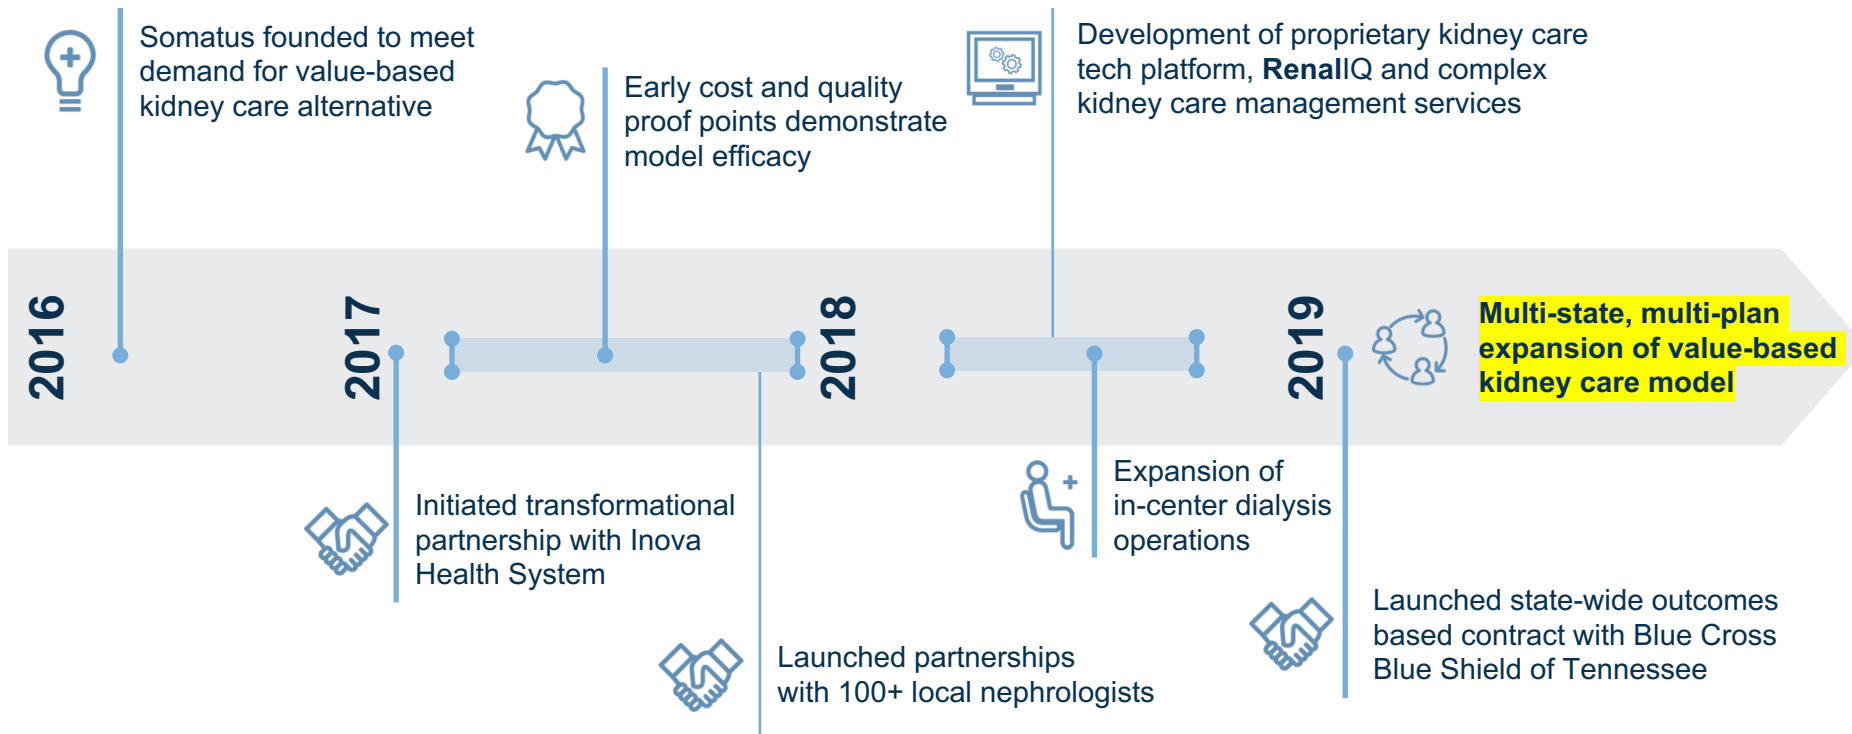 Somatus founded to meet
demand for value-based
kidney care alternative
Early cost and quality
proof points demonstrate
model efficacy
Development of proprietary kidney care
tech platform, RenalIQ and complex
kidney care management services
2016
2017
2018
2019
Multi-state, multi-plan
expansion of value-based
kidney care model
Initiated transformational
partnership with Inova
Health System
Launched partnerships
with 100+ local nephrologists
Expansion of
in-center dialysis
operations
Launched state-wide outcomes
based contract with Blue Cross
Blue Shield of Tennessee